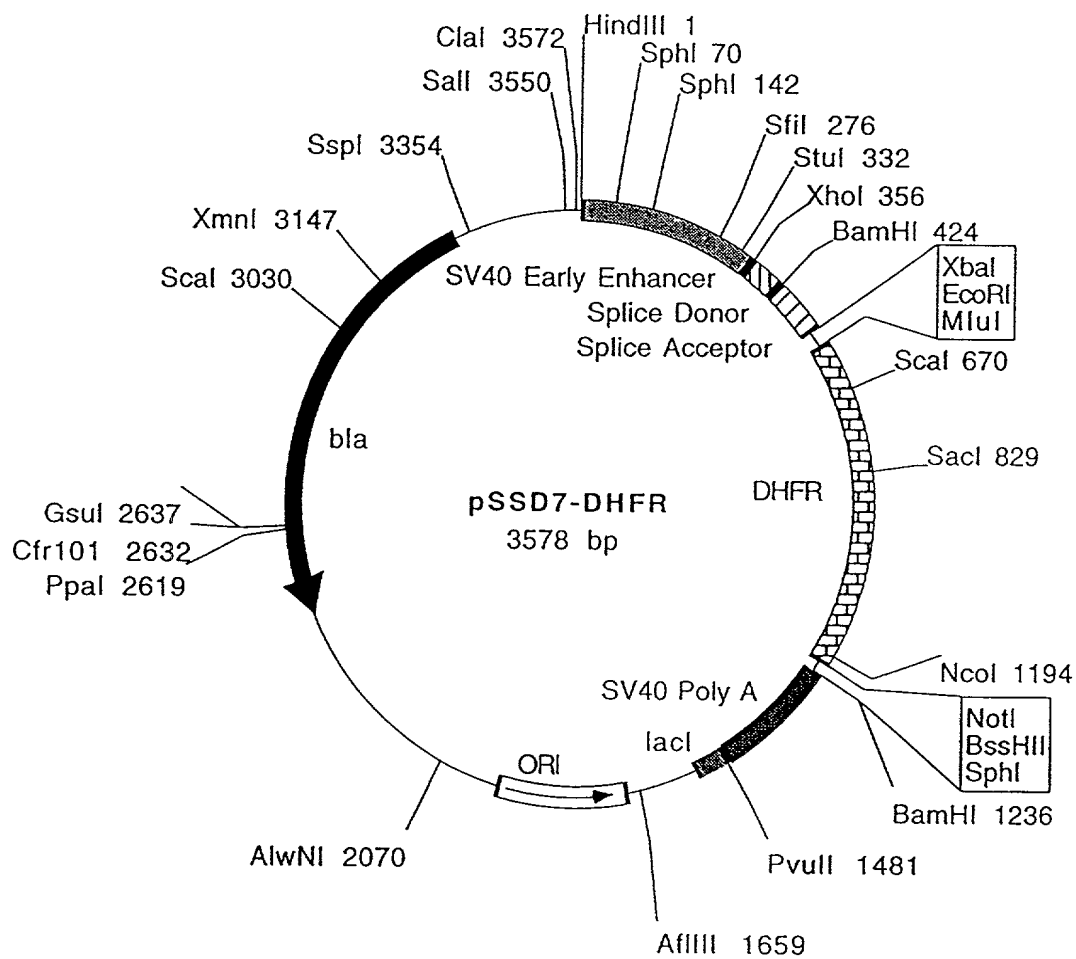 HindIII 1
ClaI 3572
SphI 70
SalI 3550
SphI 142
SfiI 276
SspI 3354
StuI 332
XhoI 356
XmnI 3147
BamHI 424
XbaI
EcoRI
MluI
ScaI 3030
SV40 Early Enhancer
Splice Donor
Splice Acceptor
ScaI 670
bla
SacI 829
DHFR
pSSD7-DHFR
3578 bp
GsuI 2637
Cfr101 2632
PpaI 2619
NcoI 1194
SV40 Poly A
NotI
BssHII
SphI
lacI
ORI
BamHI 1236
AlwNI 2070
PvuII 1481
AflIII 1659